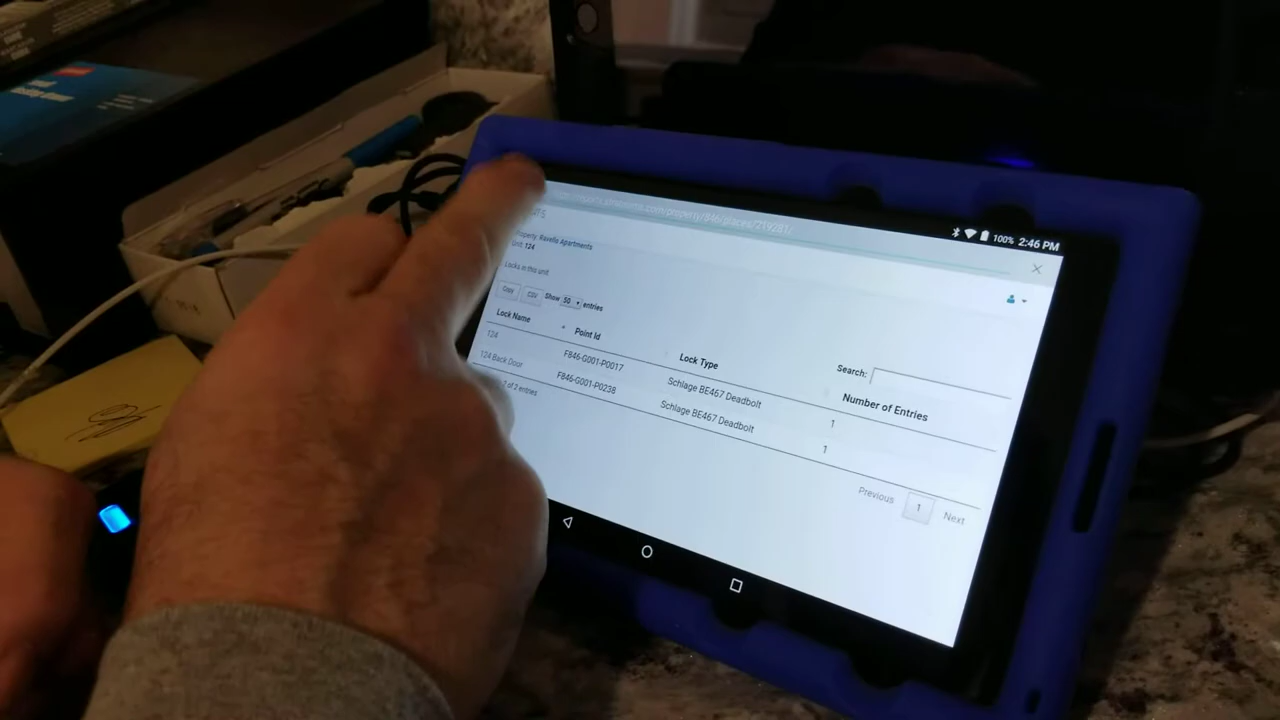 100% 2:46 PM
Property: Ravello Apartments
Unit: 124
Locks in this unit
Copy CSV Show 50 entries
Search:
Lock Name Point Id Lock Type Number of Entries
124 F846-G001-P0017 Schlage BE467 Deadbolt 1
124 Back Door F846-G001-P0238 Schlage BE467 Deadbolt 1
2 of 2 entries
Previous 1 Next